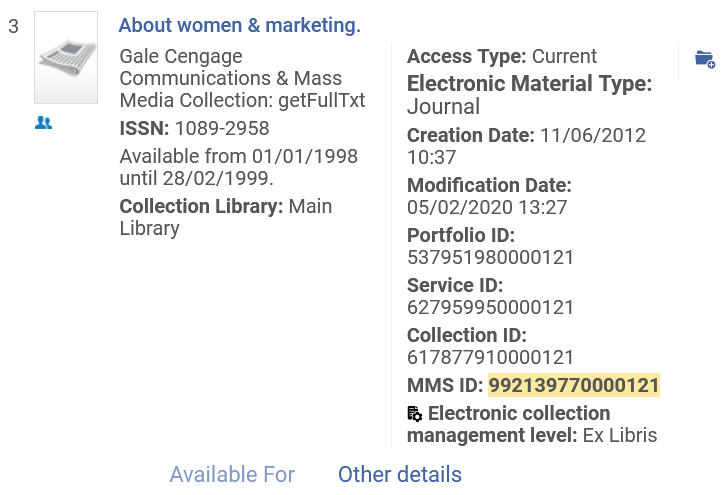 3
About women & marketing.
Gale Cengage
Communications & Mass
Media Collection: getFullTxt
ISSN: 1089-2958
Available from 01/01/1998
until 28/02/1999.
Collection Library: Main
Library
Access Type: Current
Electronic Material Type:
Journal
Creation Date: 11/06/2012
10:37
Modification Date:
05/02/2020 13:27
Portfolio ID:
537951980000121
Service ID:
627959950000121
Collection ID:
617877910000121
MMS ID: 992139770000121
Electronic collection
management level: Ex Libris
Available For
Other details